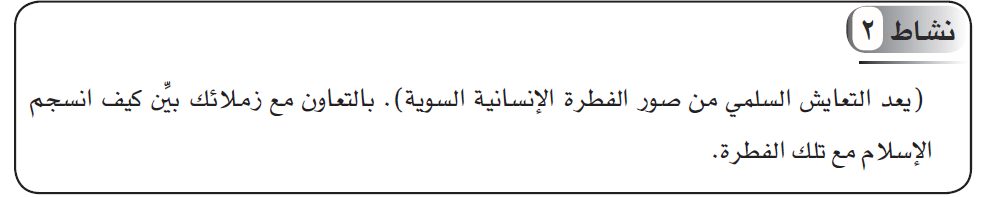 نشاط ٢
(يعد التعايش السلمي من صور الفطرة الإنسانية السوية). بالتعاون مع زملائك بيِّن كيف انسجم
الإسلام مع تلك الفطرة.